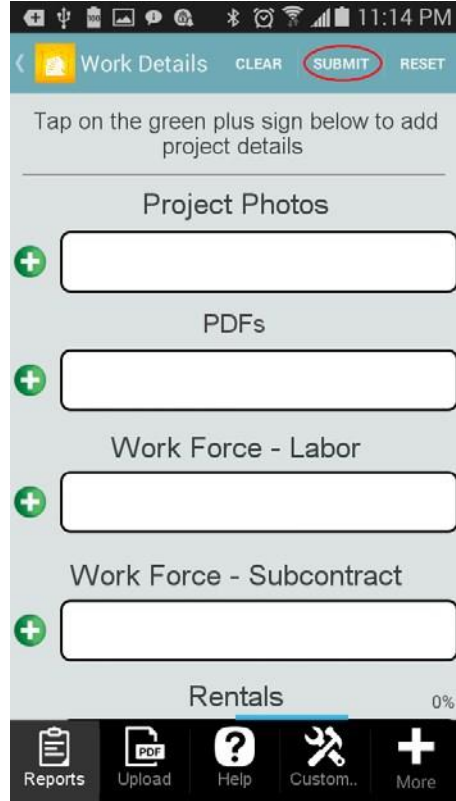 11:14 PM
Work Details CLEAR SUBMIT RESET
Tap on the green plus sign below to add
project details
Project Photos
PDFs
Work Force - Labor
Work Force - Subcontract
Rentals
0%
PDF
Reports Upload Help Custom.. More